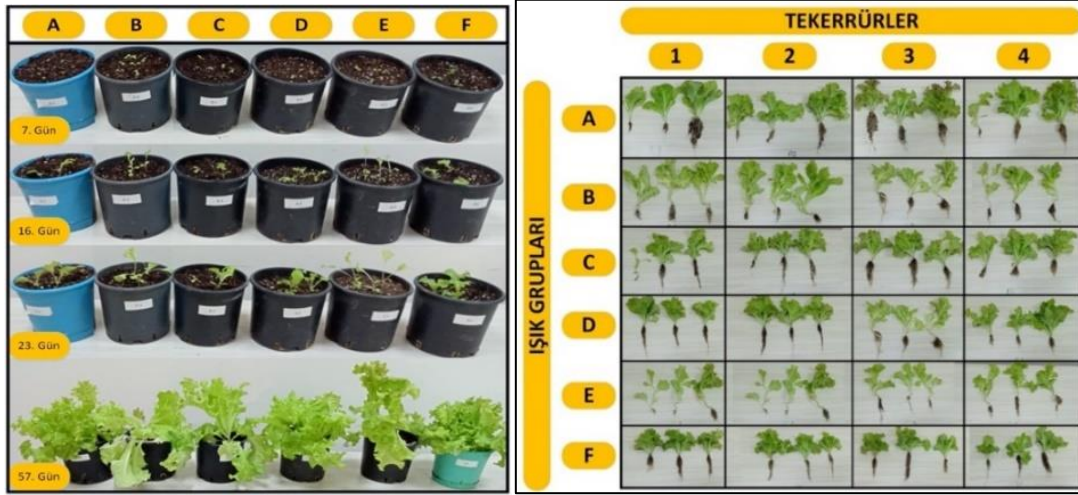 A B C D E F
7. Gün
16. Gün
23. Gün
57. Gün
TEKERRÜRLER
1 2 3 4
IŞIK GRUPLARI
A
B
C
D
E
F